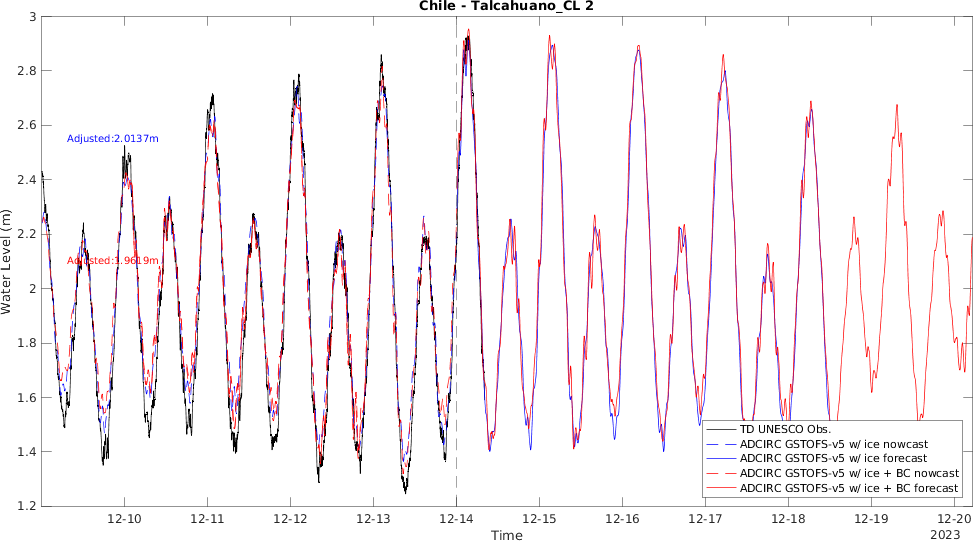 Chile - Talcahuano_CL 2
Water Level (m)
3
2.8
2.6
2.4
2.2
2
1.8
1.6
1.4
1.2
Adjusted:2.0137m
Adjusted:1.9619m
TD UNESCO Obs.
ADCIRC GSTOFS-v5 w/ ice nowcast
ADCIRC GSTOFS-v5 w/ ice forecast
ADCIRC GSTOFS-v5 w/ ice + BC nowcast
ADCIRC GSTOFS-v5 w/ ice + BC forecast
12-10 12-11 12-12 12-13 12-14 12-15 12-16 12-17 12-18 12-19 12-20
2023
Time